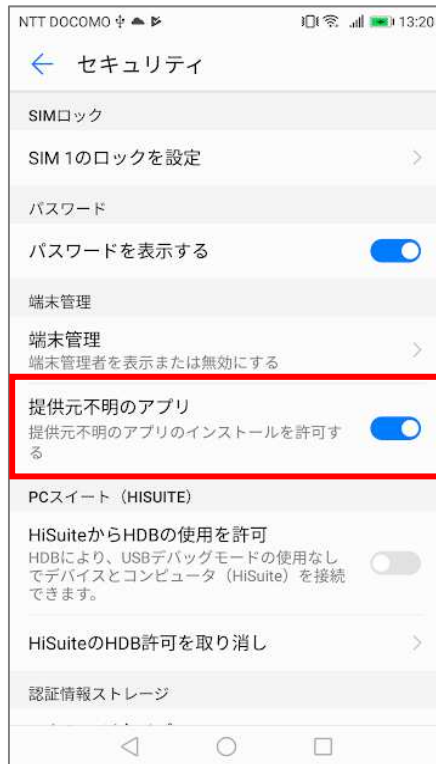 NTT DOCOMO 13:20
セキュリティ
SIMロック
SIM 1のロックを設定
パスワード
パスワードを表示する
端末管理
端末管理
端末管理者を表示または無効にする
提供元不明のアプリ
提供元不明のアプリのインストールを許可す
る
PCスイート（HISUITE）
HiSuiteからHDBの使用を許可
HDBにより、USBデバッグモードの使用なし
でデバイスとコンピュータ（HiSuite）を接続
できます。
HiSuiteのHDB許可を取り消し
認証情報ストレージ